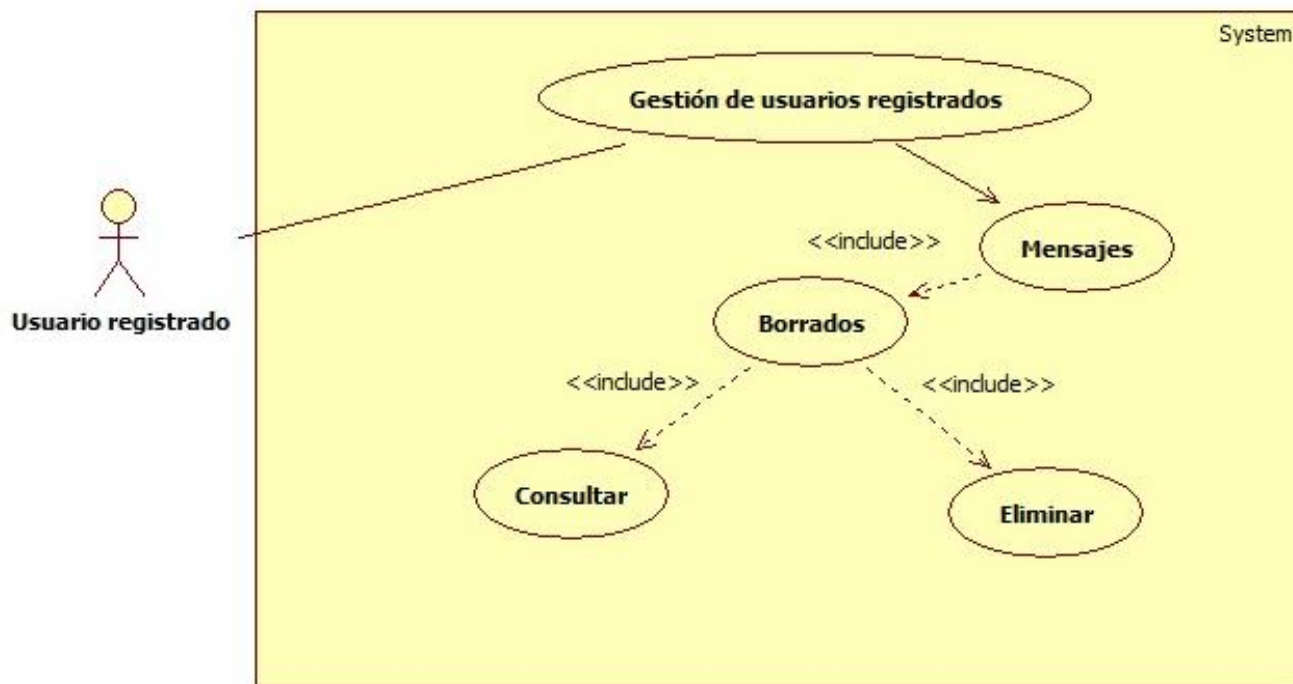 System
Gestión de usuarios registrados
<<include>>
Mensajes
Usuario registrado
Borrados
<<include>>
<<include>>
Consultar
Eliminar